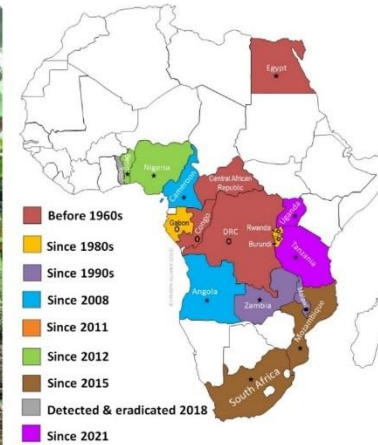 Egypt
Nigeria
Cameroon
Central African
Republic
Gabon
Congo
DRC
Uganda
Rwanda
Burundi
Tanzania
Angola
Zambia
Mozambique
South Africa
Before 1960s
Since 1980s
Since 1990s
Since 2008
Since 2011
Since 2012
Since 2015
Detected & eradicated 2018
Since 2021